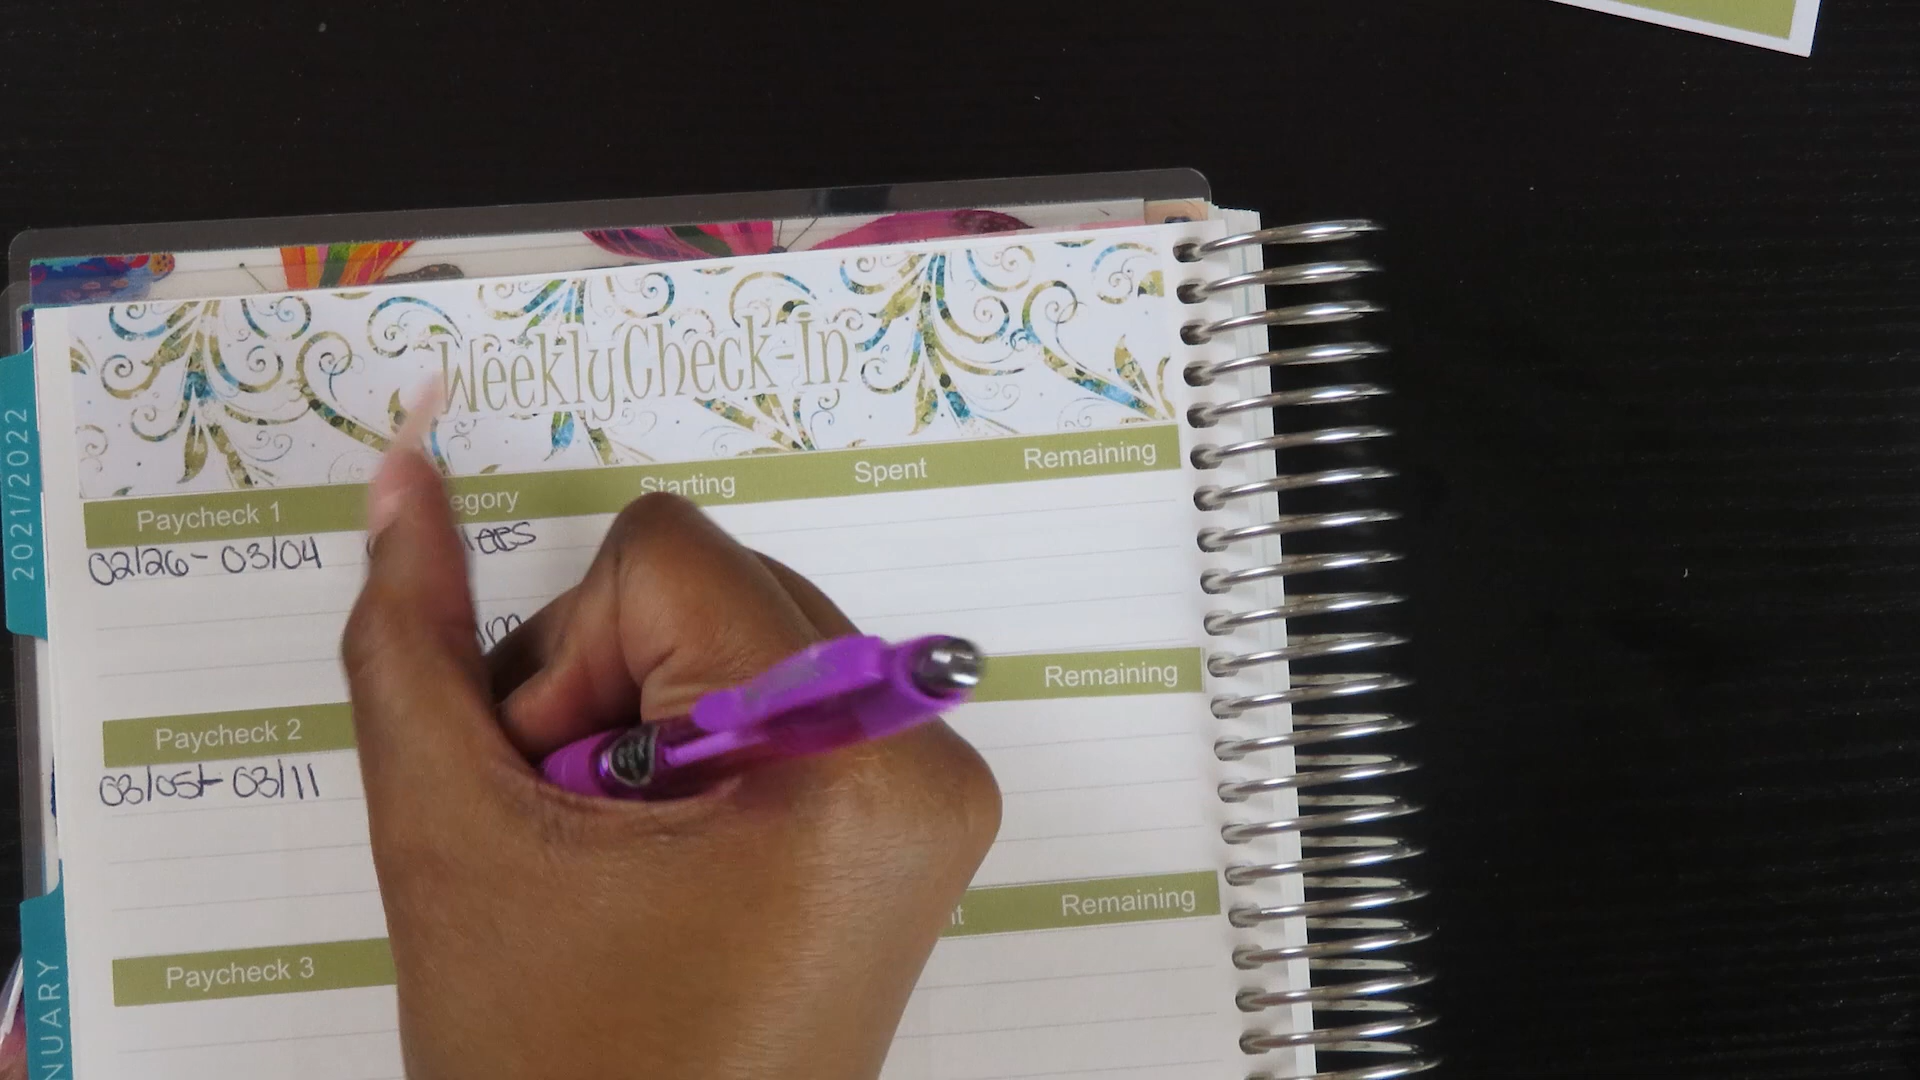 Weekly Check-In
Paycheck 1 Starting Spent Remaining
02/26 - 03/04
Remaining
Paycheck 2
03/05 - 03/11
Remaining
Paycheck 3
2021/2022